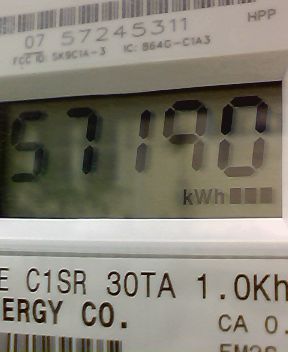 HPP
07 57245311
FCC ID: SK9C1A-3 IC: 864G-C1A3
57190
kWh
E C1SR 30TA 1.0Kh
ERGY CO.
CA 0.